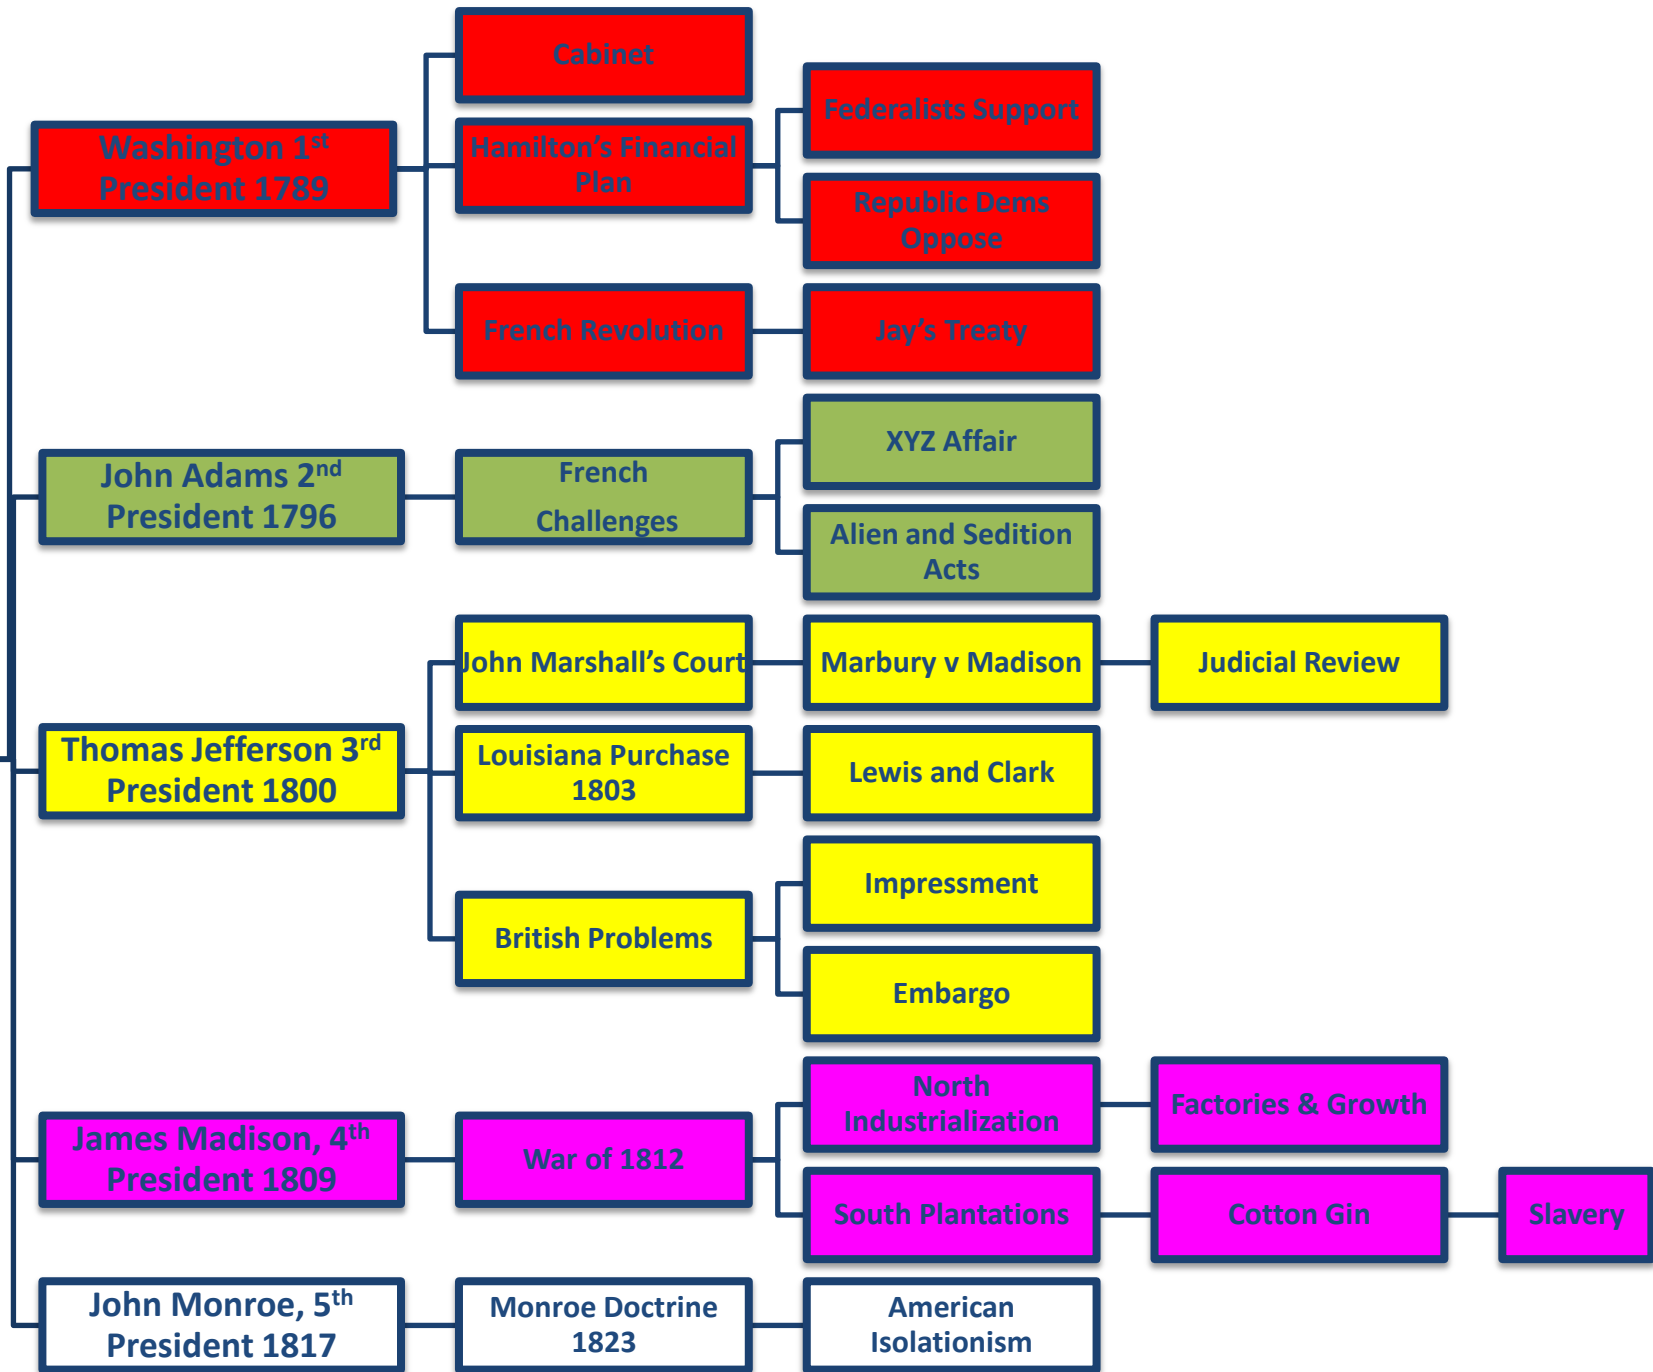 Washington 1st
President 1789
Cabinet
Hamilton's Financial
Plan
Federalists Support
Republic Dems
Oppose
French Revolution
Jay's Treaty
John Adams 2nd
President 1796
French
Challenges
XYZ Affair
Alien and Sedition
Acts
Thomas Jefferson 3rd
President 1800
John Marshall's Court
Marbury v Madison
Judicial Review
Louisiana Purchase
1803
Lewis and Clark
British Problems
Impressment
Embargo
James Madison, 4th
President 1809
War of 1812
North
Industrialization
Factories & Growth
South Plantations
Cotton Gin
Slavery
John Monroe, 5th
President 1817
Monroe Doctrine
1823
American
Isolationism